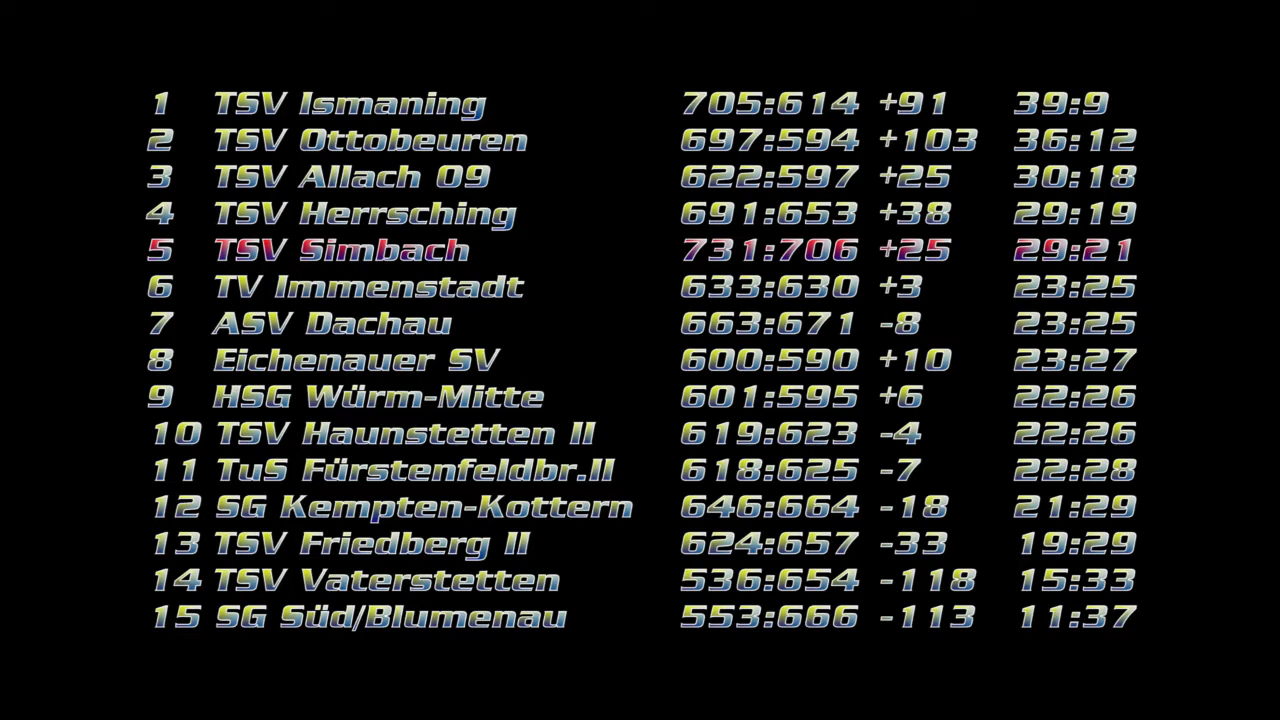 1 TSV Ismaning 705:614 +91 39:9
2 TSV Ottobeuren 697:594 +103 36:12
3 TSV Allach 09 622:597 +25 30:18
4 TSV Herrsching 691:653 +38 29:19
5 TSV Simbach 731:706 +25 29:21
6 TV Immenstadt 633:630 +3 23:25
7 ASV Dachau 663:671 -8 23:25
8 Eichenauer SV 600:590 +10 23:27
9 HSG Würm-Mitte 601:595 +6 22:26
10 TSV Haunstetten II 619:623 -4 22:26
11 TuS Fürstenfeldbr.II 618:625 -7 22:28
12 SG Kempten-Kottern 646:664 -18 21:29
13 TSV Friedberg II 624:657 -33 19:29
14 TSV Vaterstetten 536:654 -118 15:33
15 SG Süd/Blumenau 553:666 -113 11:37